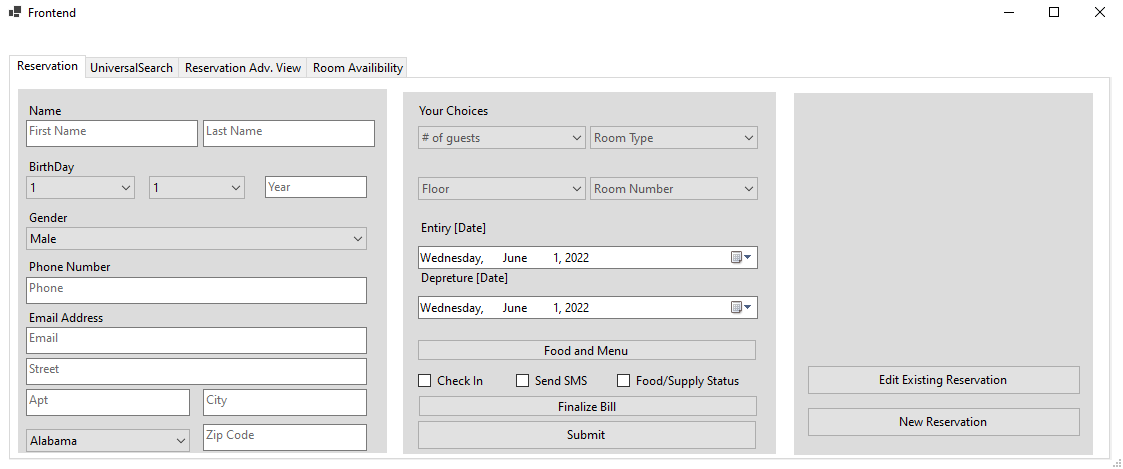 Frontend
Reservation UniversalSearch Reservation Adv. View Room Availibility
Name
First Name Last Name
BirthDay
1 1 Year
Gender
Male
Phone Number
Phone
Email Address
Email
Street
Apt City
Alabama Zip Code
Your Choices
# of guests Room Type
Floor Room Number
Entiry [Date]
Wednesday, June 1, 2022
Depreture [Date]
Wednesday, June 1, 2022
Food and Menu
Check In Send SMS Food/Supply Status
Finalize Bill
Submit
Edit Existing Reservation
New Reservation